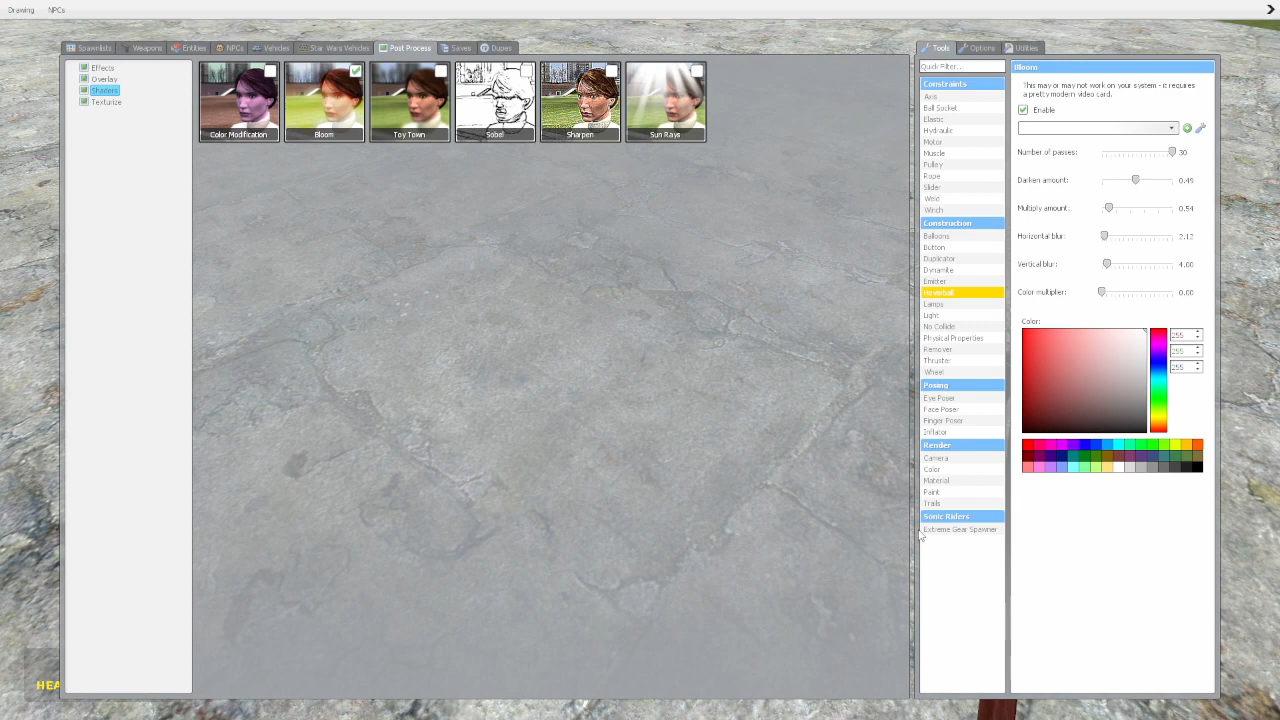 Drawing NPCs
Spawnlists Weapons Entities NPCs Vehicles Star Wars Vehicles Post Process Saves Dupes
Effects
Overlay
Shaders
Texturize
Color Modification Bloom Toy Town Sobel Sharpen Sun Rays
HEA
Tools Options Utilities
Quick Filter...
Constraints
Axis
Ball Socket
Elastic
Hydraulic
Motor
Muscle
Pulley
Rope
Slider
Weld
Winch
Construction
Balloons
Button
Duplicator
Dynamite
Emitter
Hoverball
Lamps
Light
No Collide
Physical Properties
Remover
Thruster
Wheel
Posing
Eye Poser
Face Poser
Finger Poser
Inflator
Render
Camera
Color
Material
Paint
Trails
Sonic Riders
Extreme Gear Spawner
Bloom
This may or may not work on your system - it requires
a pretty modern video card.
Enable
Number of passes: 30
Darken amount: 0.49
Multiply amount: 0.54
Horizontal blur: 2.12
Vertical blur: 4.00
Color multiplier: 0.00
Color:
255
255
255